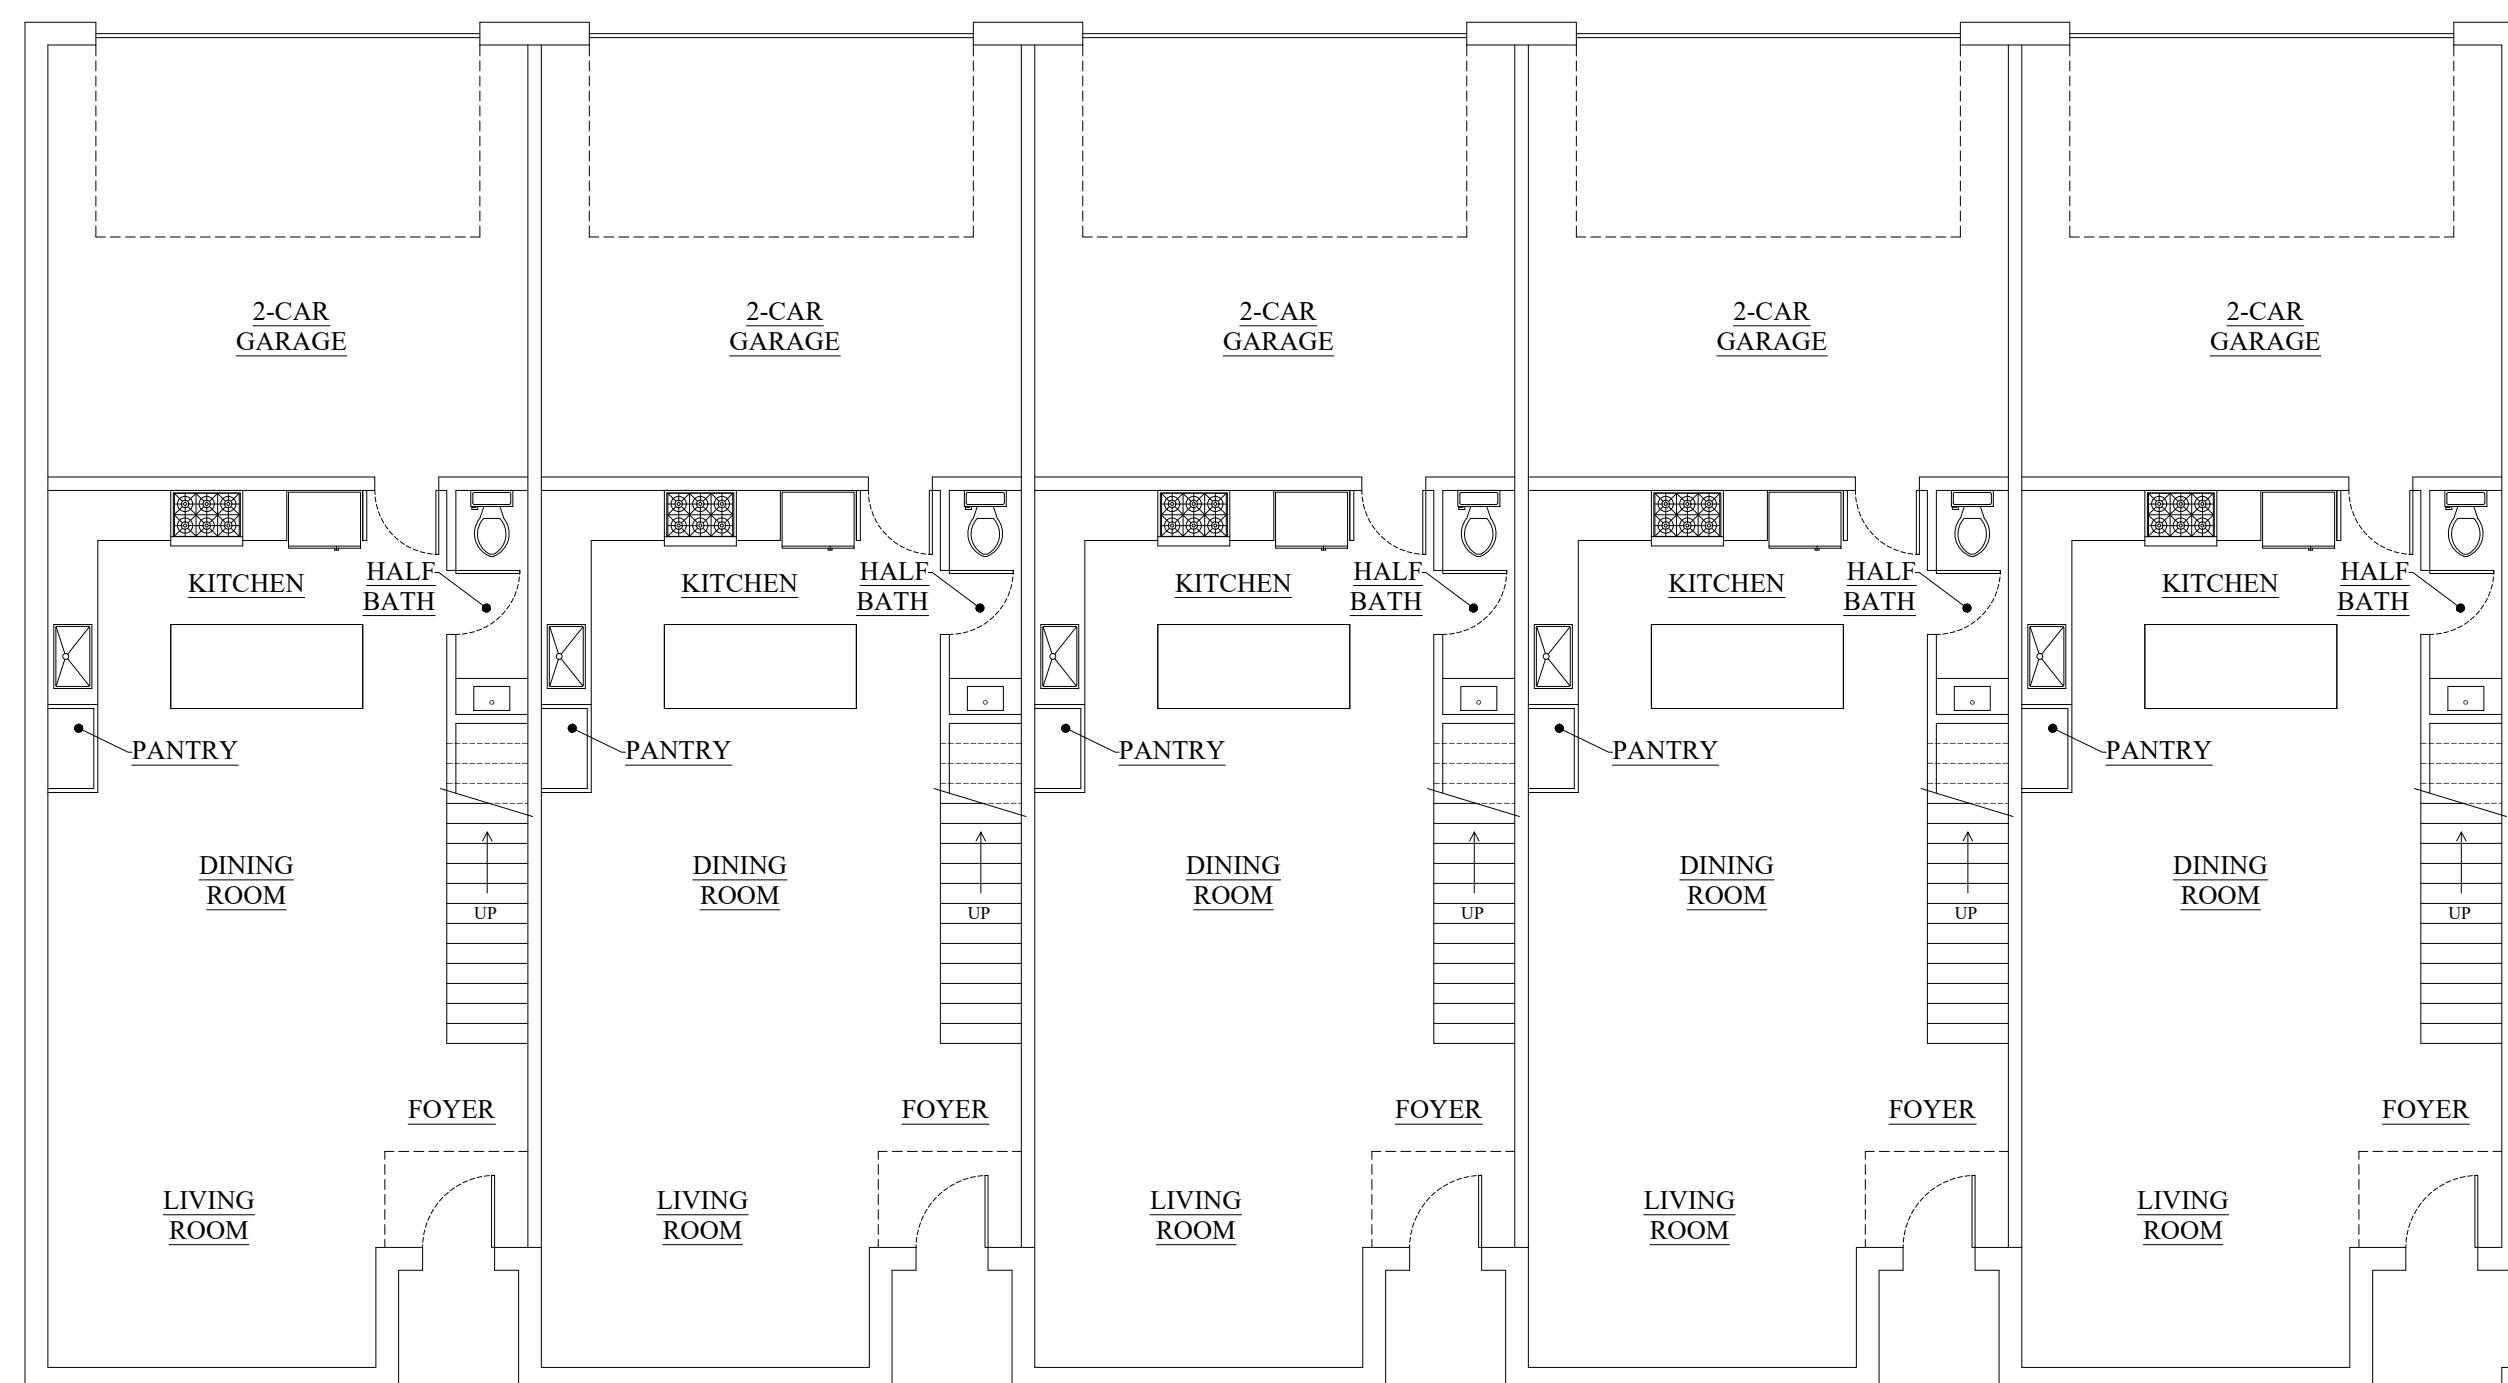 2-CAR
GARAGE
2-CAR
GARAGE
2-CAR
GARAGE
2-CAR
GARAGE
2-CAR
GARAGE
KITCHEN
HALF
BATH
KITCHEN
HALF
BATH
KITCHEN
HALF
BATH
KITCHEN
HALF
BATH
KITCHEN
HALF
BATH
PANTRY
PANTRY
PANTRY
PANTRY
PANTRY
DINING
ROOM
DINING
ROOM
DINING
ROOM
DINING
ROOM
DINING
ROOM
UP
UP
UP
UP
UP
FOYER
FOYER
FOYER
FOYER
FOYER
LIVING
ROOM
LIVING
ROOM
LIVING
ROOM
LIVING
ROOM
LIVING
ROOM